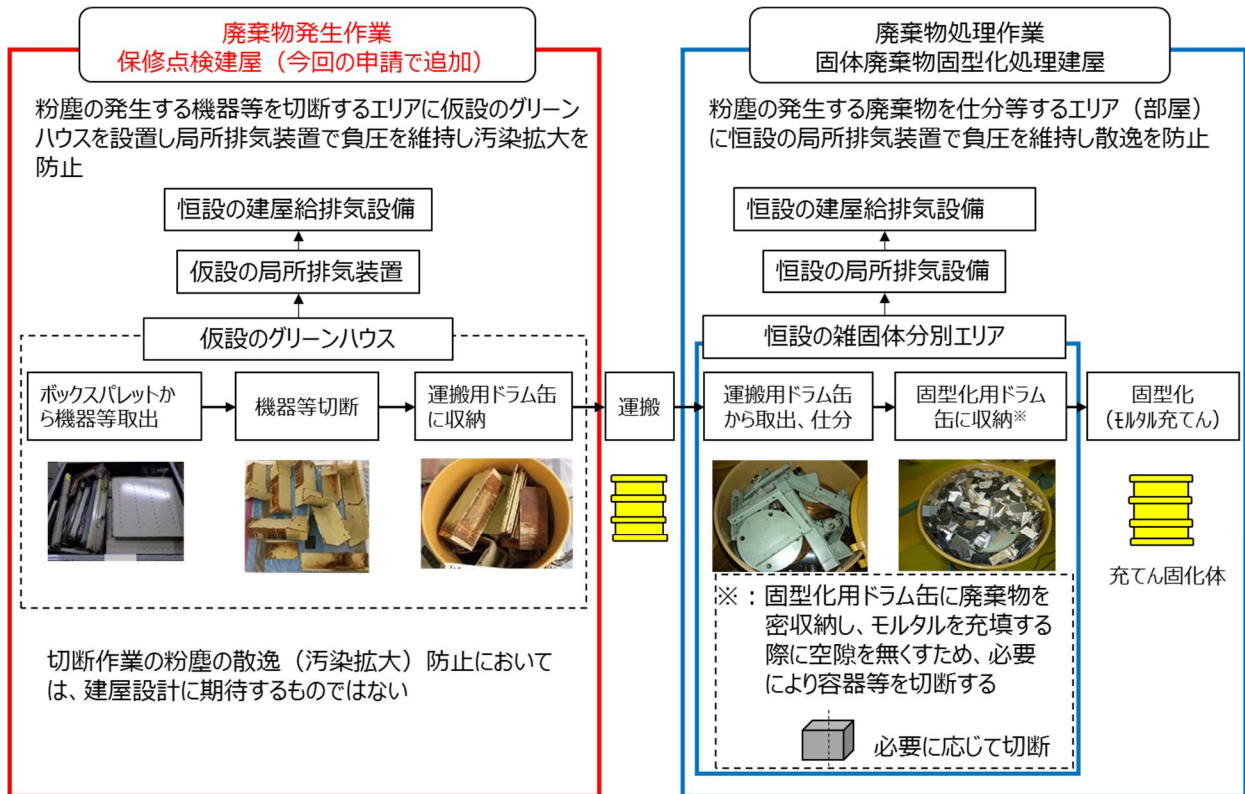 廃棄物発生作業
保修点検建屋（今回の申請で追加）
粉塵の発生する機器等を切断するエリアに仮設のグリーン
ハウスを設置し局所排気装置で負圧を維持し汚染拡大を
防止
恒設の建屋給排気設備
仮設の局所排気装置
仮設のグリーンハウス
ボックスパレットか
ら機器等取出
機器等切断
運搬用ドラム缶
に収納
切断作業の粉塵の散逸（汚染拡大）防止において
は、建屋設計に期待するものではない
運搬
廃棄物処理作業
固体廃棄物固型化処理建屋
粉塵の発生する廃棄物を仕分等するエリア（部屋）
に恒設の局所排気装置で負圧を維持し散逸を防止
恒設の建屋給排気設備
恒設の局所排気設備
恒設の雑固体分別エリア
運搬用ドラム缶
から取出、仕分
固型化用ドラム
缶に収納※
固型化
（ﾓﾙﾀﾙ充てん）
充てん固化体
※：固型化用ドラム缶に廃棄物を
密収納し、モルタルを充填する
際に空隙を無くすため、必要
により容器等を切断する
必要に応じて切断